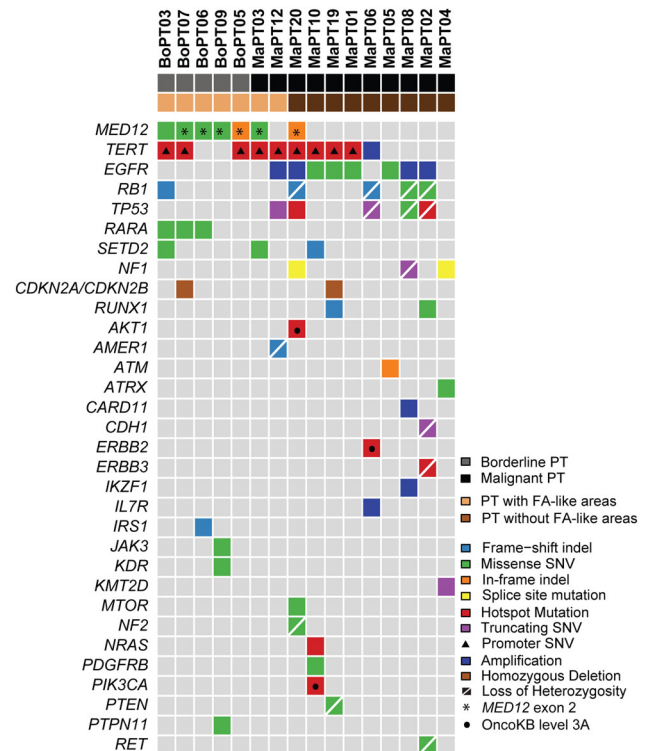 BoPT03 BoPT07 BoPT06 BoPT09 BoPT05 MaPT03 MaPT12 MaPT20 MaPT10 MaPT19 MaPT01 MaPT06 MaPT05 MaPT08 MaPT02 MaPT04
MED12
TERT
EGFR
RB1
TP53
RARA
SETD2
NF1
CDKN2A/CDKN2B
RUNX1
AKT1
AMER1
ATM
ATRX
CARD11
CDH1
ERBB2
ERBB3
IKZF1
IL7R
IRS1
JAK3
KDR
KMT2D
MTOR
NF2
NRAS
PDGFRB
PIK3CA
PTEN
PTPN11
RET
Borderline PT
Malignant PT
PT with FA-like areas
PT without FA-like areas
Frame−shift indel
Missense SNV
In-frame indel
Splice site mutation
Hotspot Mutation
Truncating SNV
Promoter SNV
Amplification
Homozygous Deletion
Loss of Heterozygosity
* MED12 exon 2
OncoKB level 3A